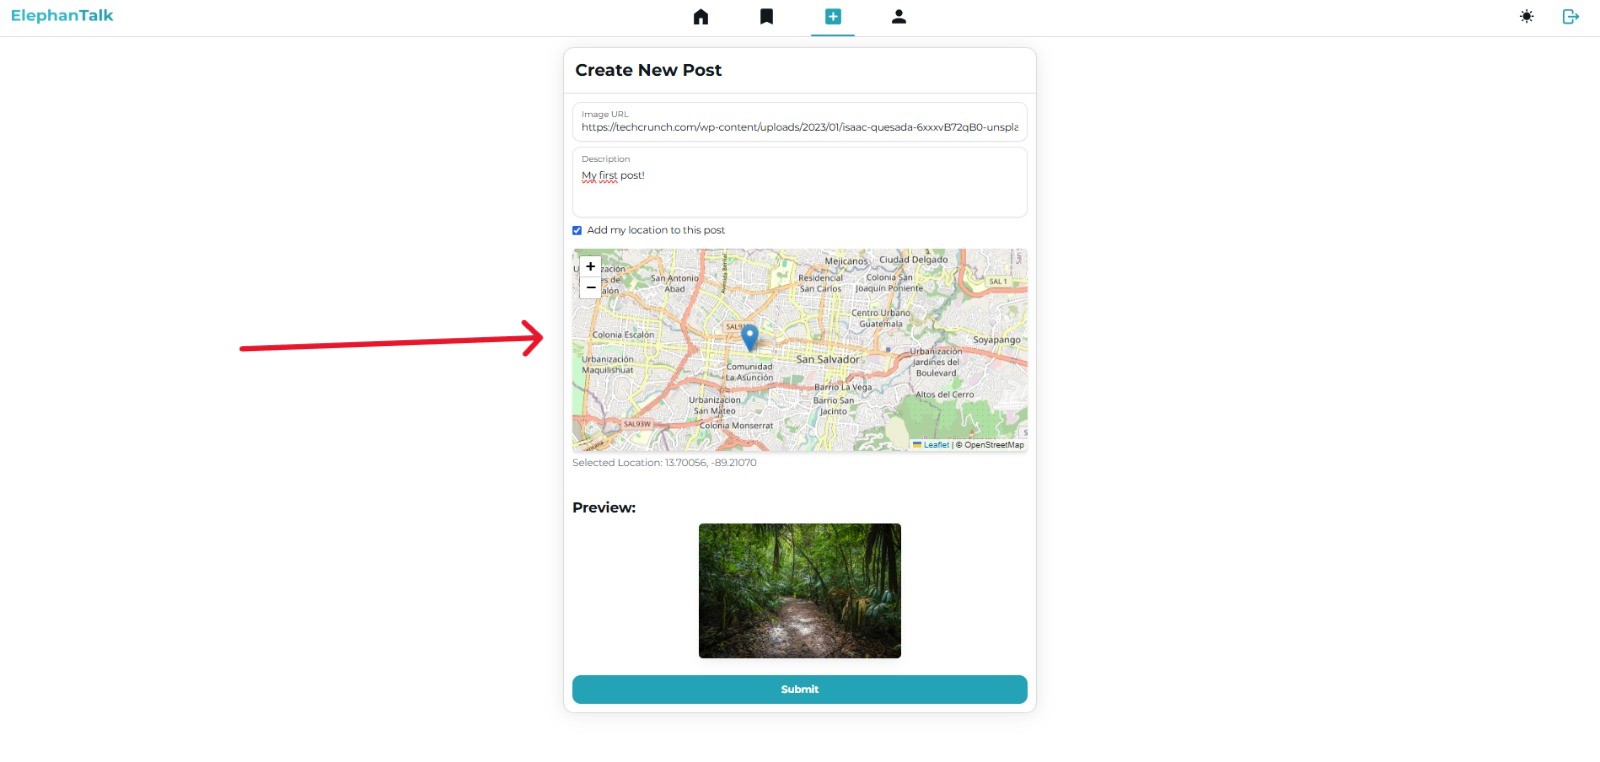 ElephanTalk
Create New Post
Image URL
https://techcrunch.com/wp-content/uploads/2023/01/isaac-quesada-6xxxvB72qB0-unspla
Description
My first post!
Add my location to this post
+
−
Mejicanos
Ciudad Delgado
San Antonio
Abad
Residencial
San Carlos
Colonia San
Joaquín Poniente
SAL 1
Centro Urbano
Guatemala
Colonia Escalón
Soyapango
Urbanización
Maquilishuat
San Salvador
Urbanización
Jardines del
Boulevard
Comunidad
La Asunción
Barrio La Vega
Altos del Cerro
Urbanizacion
San Mateo
Barrio San
Jacinto
SAL93W
Colonia Monserrat
Leaflet | © OpenStreetMap
Selected Location: 13.70056, -89.21070
Preview:
Submit